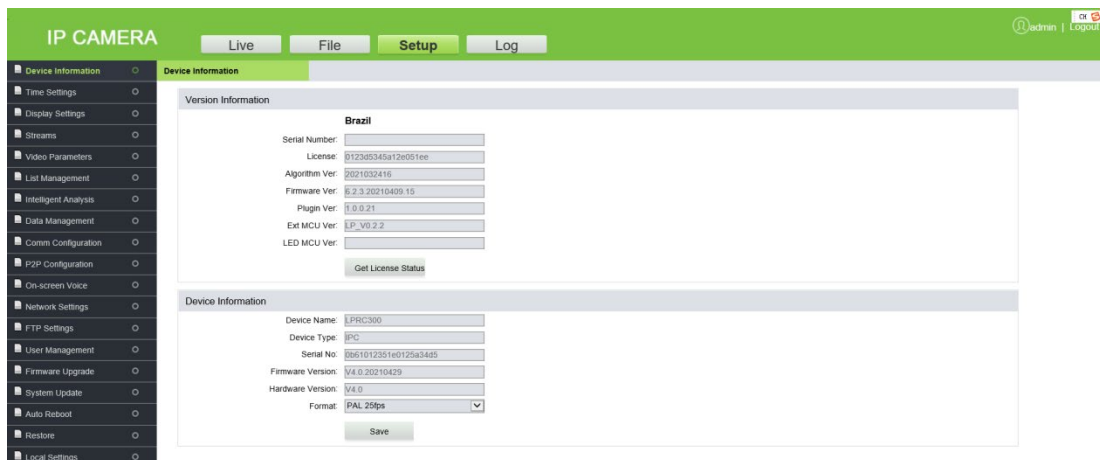 IP CAMERA
Live File Setup Log
admin | Logout
CH
Device Information
Time Settings
Display Settings
Streams
Video Parameters
List Management
Intelligent Analysis
Data Management
Comm Configuration
P2P Configuration
On-screen Voice
Network Settings
FTP Settings
User Management
Firmware Upgrade
System Update
Auto Reboot
Restore
Local Settings
Device Information
Version Information
Brazil
Serial Number:
License: 0123d5345a12e051ee
Algorithm Ver: 2021032416
Firmware Ver: 6.2.3.20210409.15
Plugin Ver: 1.0.0.21
Ext MCU Ver: LP_V0.2.2
LED MCU Ver:
Get License Status
Device Information
Device Name: LPRC300
Device Type: IPC
Serial No: 0b61012351e0125a34d5
Firmware Version: V4.0.20210429
Hardware Version: V4.0
Format: PAL 25fps
Save